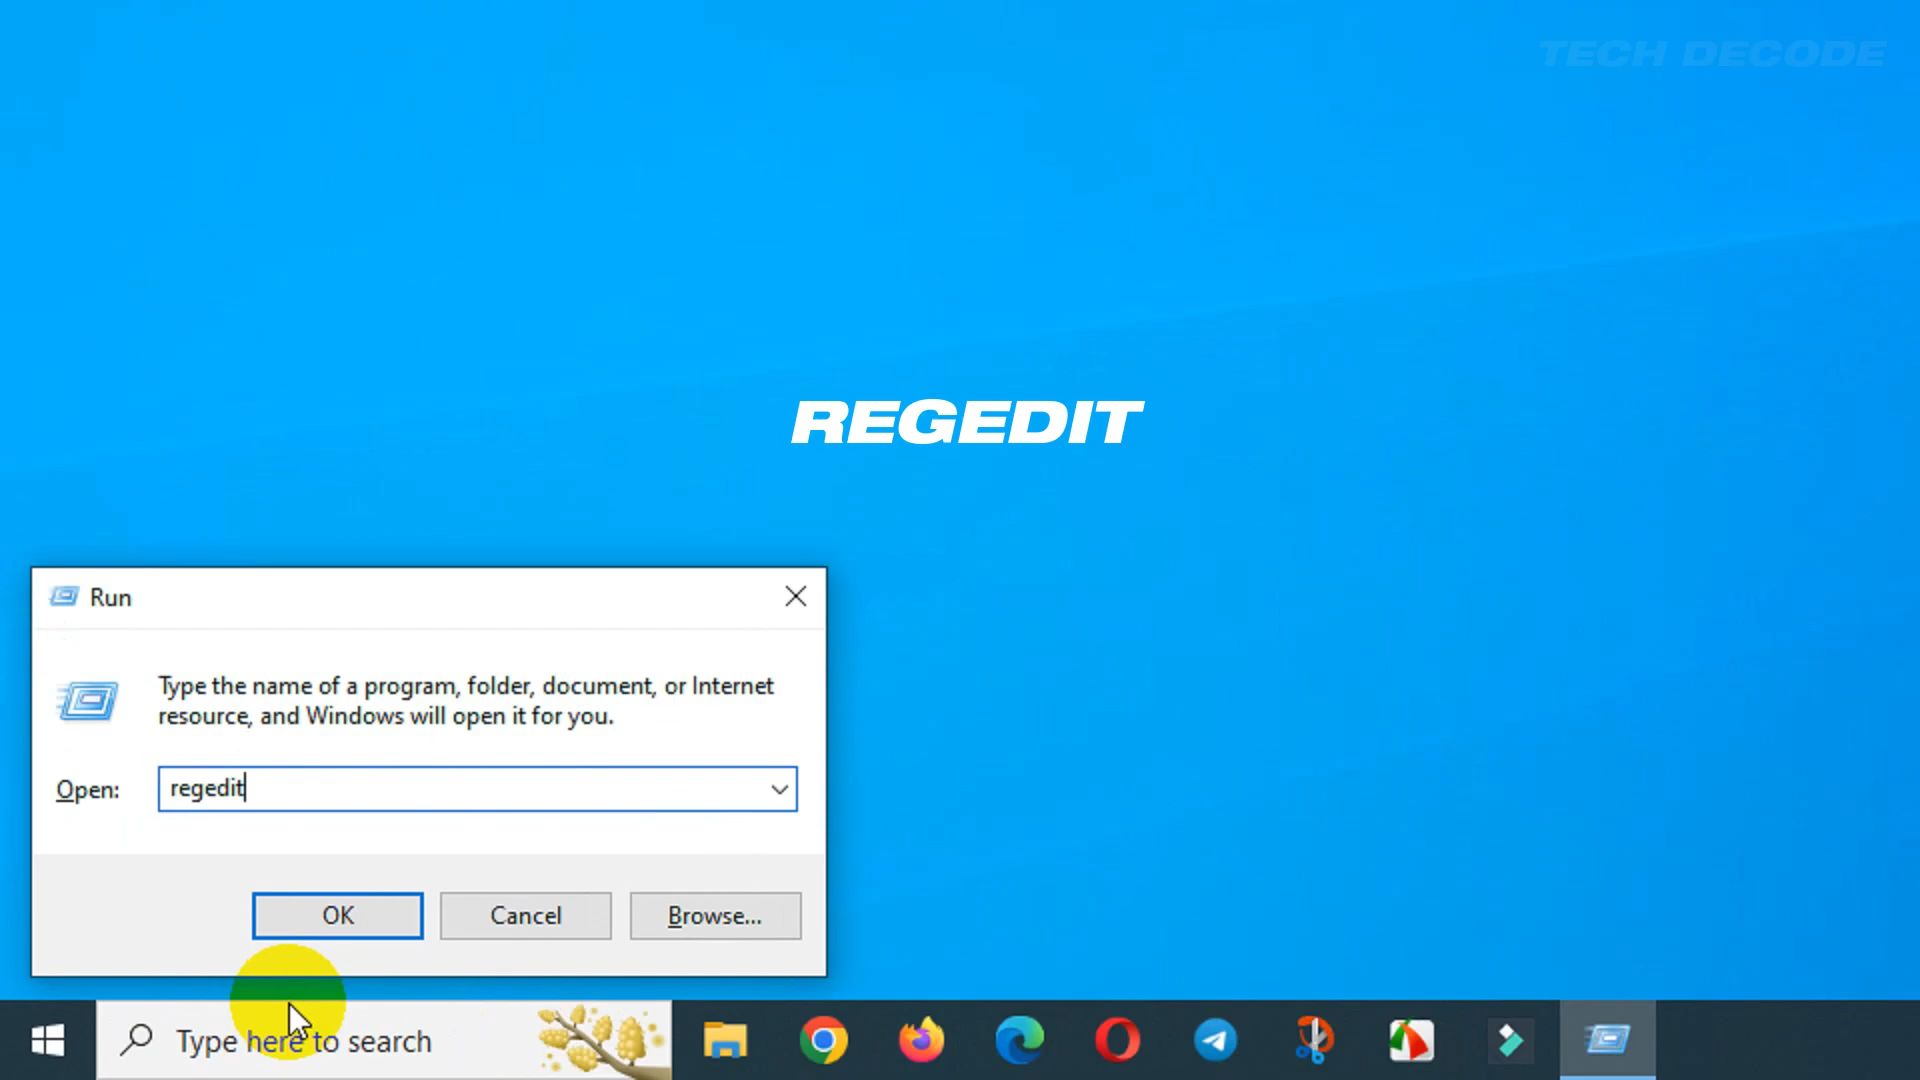 TECH DECODE
REGEDIT
Run
Type the name of a program, folder, document, or Internet
resource, and Windows will open it for you.
Open: regedit
OK Cancel Browse...
Type here to search